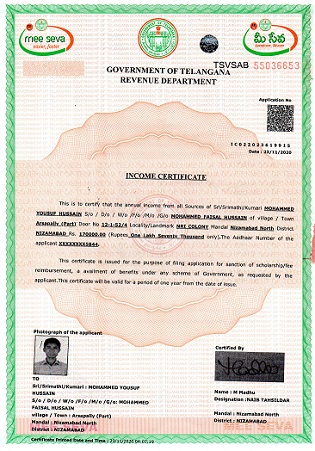 mee seva
మీ సేవ
TSVSAB 55036653
GOVERNMENT OF TELANGANA
REVENUE DEPARTMENT
Application No
IC022033619915
Date : 23/11/2020
INCOME CERTIFICATE
This is to certify that the annual income from all Sources of Sri/Srimathi/Kumari MOHAMMED
YOUSUF HUSSAIN S/o / D/o / W/o /F/o /M/o /G/o MOHAMMED FAISAL HUSSAIN of village / Town
Arsapally (Part) Door No 12-1-52/4 Locality/Landmark NRI COLONY Mandal Nizamabad North District
NIZAMABAD Rs. 170000.00 (Rupees One Lakh Seventy Thousand only).The Aadhaar Number of the
applicant
This certificate is issued for the purpose of filing application for sanction of scholarship/fee
reimbursement, a availment of benefits under any scheme of Government, as requested by the
applicant.This certificate will be valid for a period of one year from the date of issue.
Photograph of the applicant
Certified By
TO
Sri/Srimathi/Kumari : MOHAMMED YOUSUF
HUSSAIN
S/o / D/o / W/o /F/o /M/o /G/o: MOHAMMED
FAISAL HUSSAIN
Village / Town : Arsapally (Part)
Mandal : Nizamabad North
District : NIZAMABAD
Name : M Madhu
Designation : NAIB TAHSILDAR
Mandal : Nizamabad North
District : NIZAMABAD
MEE SEVA
Certificate Printed Date and Time : 23/11/2020